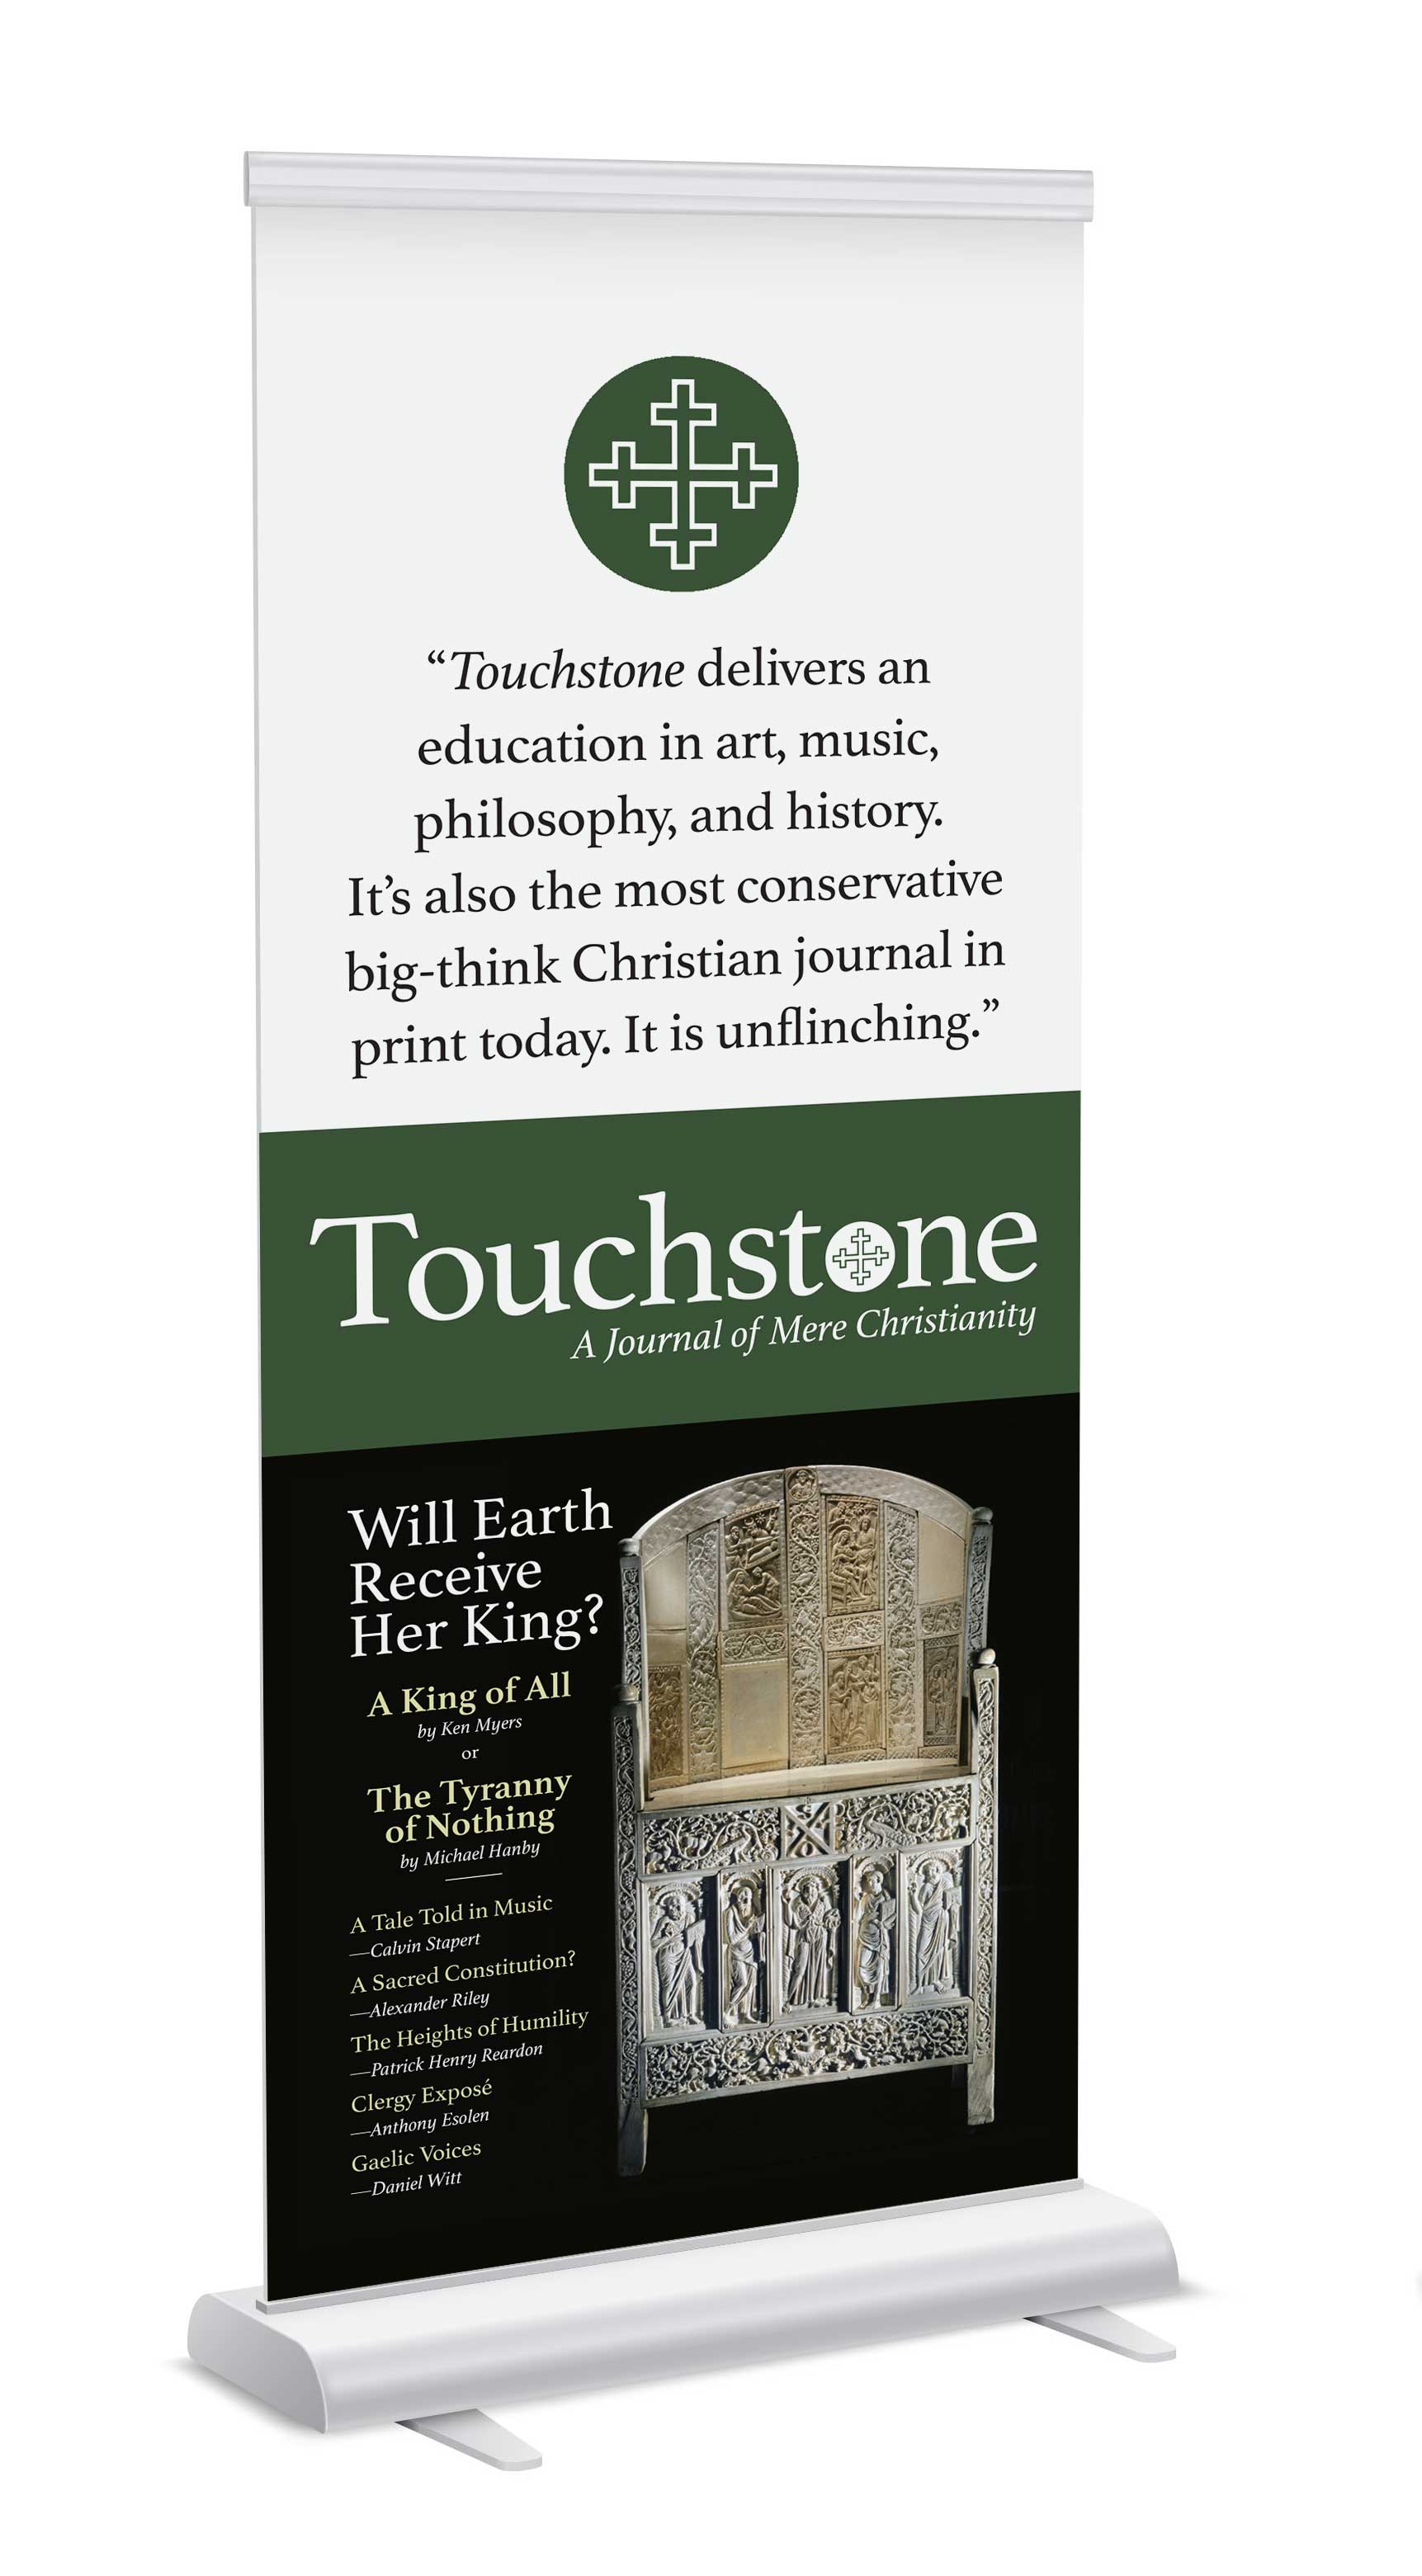 “Touchstone delivers an
education in art, music,
philosophy, and history.
It’s also the most conservative
big-think Christian journal in
print today. It is unflinching.”
Touchstone
A Journal of Mere Christianity
Will Earth
Receive
Her King?
A King of All
by Ken Myers
or
The Tyranny
of Nothing
by Michael Hanby
A Tale Told in Music
—Calvin Stapert
A Sacred Constitution?
—Alexander Riley
The Heights of Humility
—Patrick Henry Reardon
Clergy Exposé
—Anthony Esolen
Gaelic Voices
—Daniel Witt